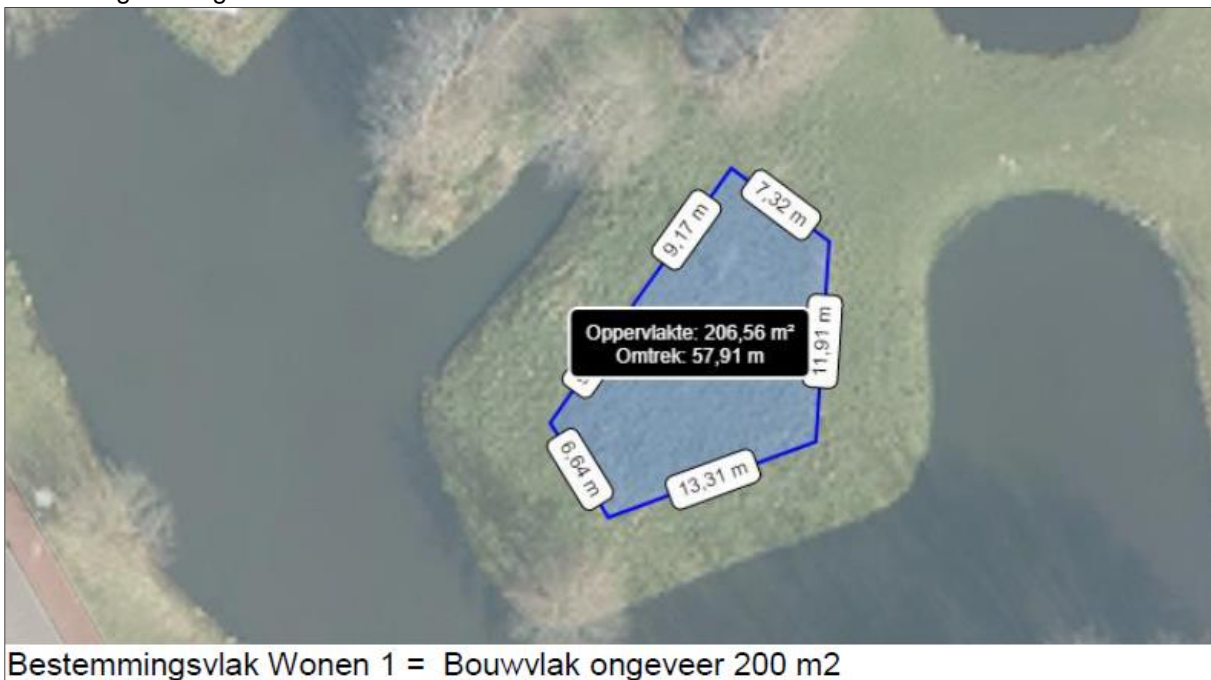 7,32 m
9,17 m
Oppervlakte: 206,56 m²
Omtrek: 57,91 m
11,91 m
6,64 m
13,31 m
Bestemmingsvlak Wonen 1 = Bouwvlak ongeveer 200 m2